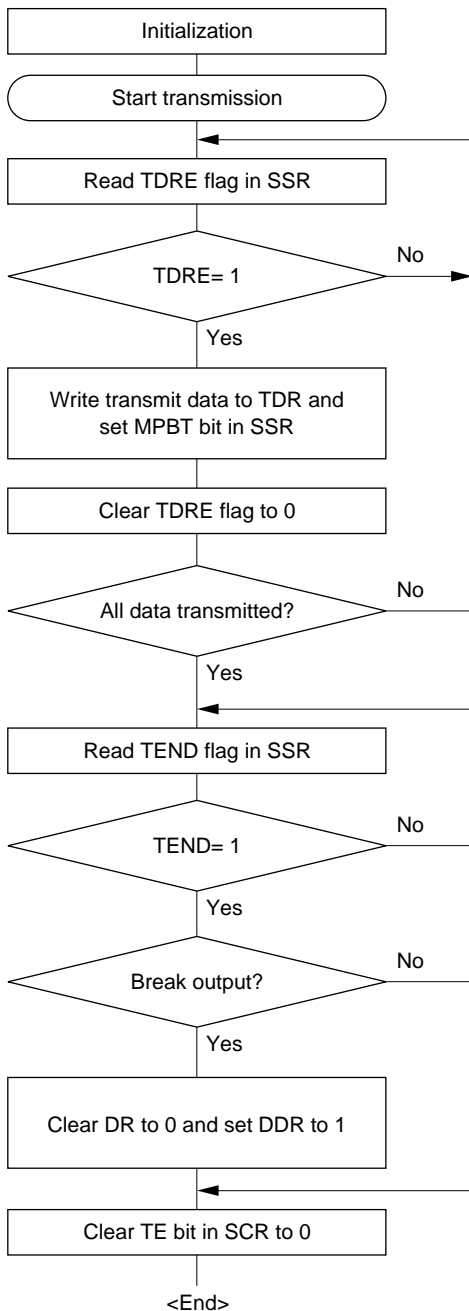 Initialization
Start transmission
Read TDRE flag in SSR
TDRE= 1
No
Yes
Write transmit data to TDR and
set MPBT bit in SSR
Clear TDRE flag to 0
All data transmitted?
No
Yes
Read TEND flag in SSR
TEND= 1
No
Yes
Break output?
No
Yes
Clear DR to 0 and set DDR to 1
Clear TE bit in SCR to 0
<End>